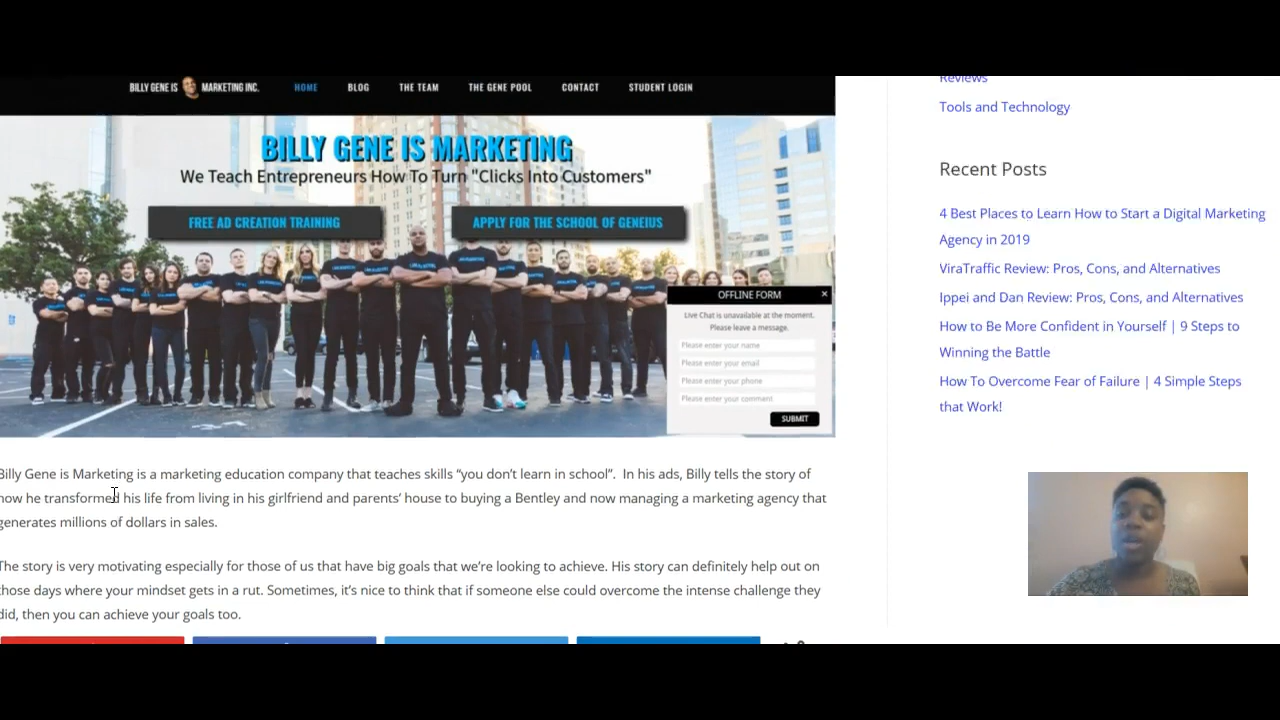 BILLY GENE IS MARKETING INC.
HOME
BLOG
THE TEAM
THE GENE POOL
CONTACT
STUDENT LOGIN
BILLY GENE IS MARKETING
We Teach Entrepreneurs How To Turn "Clicks Into Customers"
FREE AD CREATION TRAINING
APPLY FOR THE SCHOOL OF GENEIUS
OFFLINE FORM
Live Chat is unavailable at the moment.
Please leave a message.
Please enter your name
Please enter your email
Please enter your phone
Please enter your comment
SUBMIT
Billy Gene is Marketing is a marketing education company that teaches skills “you don’t learn in school”.  In his ads, Billy tells the story of
how he transformed his life from living in his girlfriend and parents’ house to buying a Bentley and now managing a marketing agency that
generates millions of dollars in sales.
The story is very motivating especially for those of us that have big goals that we’re looking to achieve. His story can definitely help out on
those days where your mindset gets in a rut. Sometimes, it’s nice to think that if someone else could overcome the intense challenge they
did, then you can achieve your goals too.
Reviews
Tools and Technology
Recent Posts
4 Best Places to Learn How to Start a Digital Marketing
Agency in 2019
ViraTraffic Review: Pros, Cons, and Alternatives
Ippei and Dan Review: Pros, Cons, and Alternatives
How to Be More Confident in Yourself | 9 Steps to
Winning the Battle
How To Overcome Fear of Failure | 4 Simple Steps
that Work!